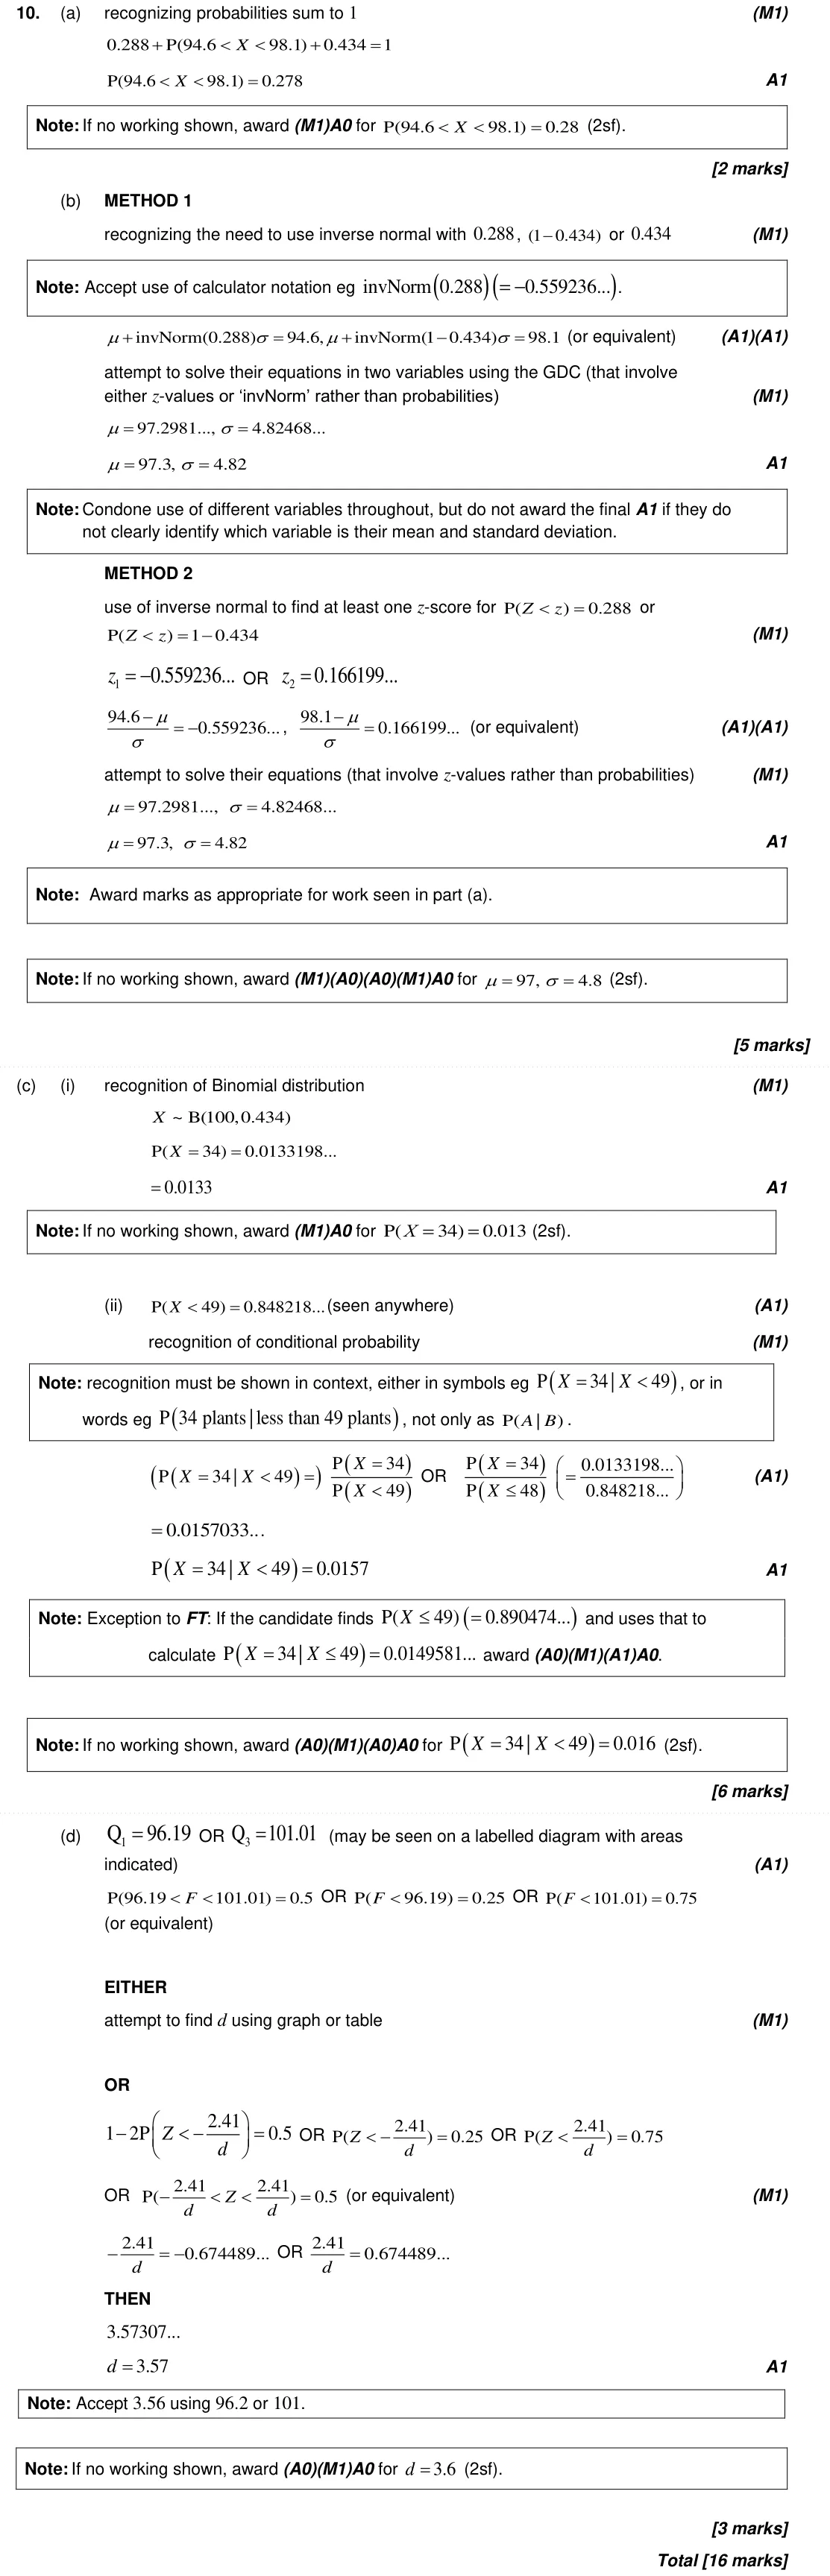 10. (a) recognizing probabilities sum to 1 (M1)
0.288 + P(94.6 < X < 98.1) + 0.434 = 1
P(94.6 < X < 98.1) = 0.278 A1
Note: If no working shown, award (M1)A0 for P(94.6 < X < 98.1) = 0.28 (2sf).
[2 marks]
(b) METHOD 1
recognizing the need to use inverse normal with 0.288, (1−0.434) or 0.434 (M1)
Note: Accept use of calculator notation eg invNorm(0.288)(= −0.559236...).
μ + invNorm(0.288)σ = 94.6, μ + invNorm(1−0.434)σ = 98.1 (or equivalent) (A1)(A1)
attempt to solve their equations in two variables using the GDC (that involve
either z-values or ‘invNorm’ rather than probabilities) (M1)
μ = 97.2981..., σ = 4.82468...
μ = 97.3, σ = 4.82 A1
Note: Condone use of different variables throughout, but do not award the final A1 if they do
not clearly identify which variable is their mean and standard deviation.
METHOD 2
use of inverse normal to find at least one z-score for P(Z < z) = 0.288 or
P(Z < z) = 1−0.434 (M1)
z₁ = −0.559236... OR z₂ = 0.166199...
(94.6 − μ)/σ = −0.559236..., (98.1 − μ)/σ = 0.166199... (or equivalent) (A1)(A1)
attempt to solve their equations (that involve z-values rather than probabilities) (M1)
μ = 97.2981..., σ = 4.82468...
μ = 97.3, σ = 4.82 A1
Note: Award marks as appropriate for work seen in part (a).
Note: If no working shown, award (M1)(A0)(A0)(M1)A0 for μ = 97, σ = 4.8 (2sf).
[5 marks]
(c) (i) recognition of Binomial distribution (M1)
X ~ B(100, 0.434)
P(X = 34) = 0.0133198...
= 0.0133 A1
Note: If no working shown, award (M1)A0 for P(X = 34) = 0.013 (2sf).
(ii) P(X < 49) = 0.848218... (seen anywhere) (A1)
recognition of conditional probability (M1)
Note: recognition must be shown in context, either in symbols eg P(X = 34 | X < 49), or in
words eg P(34 plants | less than 49 plants), not only as P(A | B).
(P(X = 34 | X < 49) =) P(X = 34)/P(X < 49) OR P(X = 34)/P(X ≤ 48) (= 0.0133198.../0.848218...) (A1)
= 0.0157033...
P(X = 34 | X < 49) = 0.0157 A1
Note: Exception to FT: If the candidate finds P(X ≤ 49)(= 0.890474...) and uses that to
calculate P(X = 34 | X ≤ 49) = 0.0149581... award (A0)(M1)(A1)A0.
Note: If no working shown, award (A0)(M1)(A0)A0 for P(X = 34 | X < 49) = 0.016 (2sf).
[6 marks]
(d) Q₁ = 96.19 OR Q₃ = 101.01 (may be seen on a labelled diagram with areas
indicated) (A1)
P(96.19 < F < 101.01) = 0.5 OR P(F < 96.19) = 0.25 OR P(F < 101.01) = 0.75
(or equivalent)
EITHER
attempt to find d using graph or table (M1)
OR
1 − 2P(Z < −2.41/d) = 0.5 OR P(Z < −2.41/d) = 0.25 OR P(Z < 2.41/d) = 0.75
OR P(−2.41/d < Z < 2.41/d) = 0.5 (or equivalent) (M1)
−2.41/d = −0.674489... OR 2.41/d = 0.674489...
THEN
3.57307...
d = 3.57 A1
Note: Accept 3.56 using 96.2 or 101.
Note: If no working shown, award (A0)(M1)A0 for d = 3.6 (2sf).
[3 marks]
Total [16 marks]